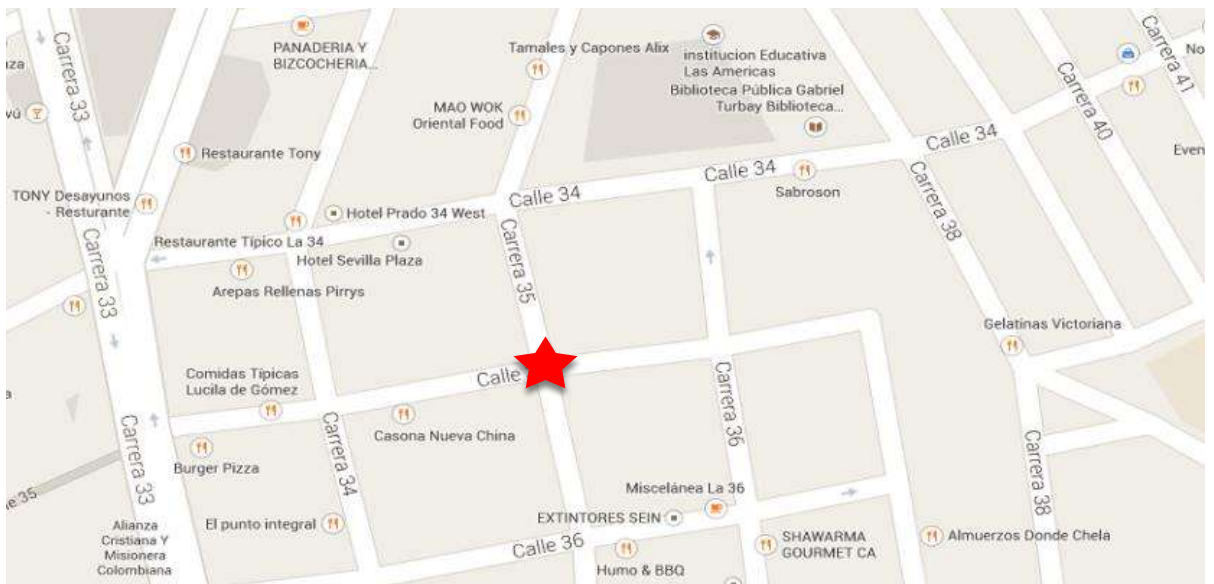 Carrera 33
PANADERIA Y
BIZCOCHERIA...
Tamales y Capones Alix
institucion Educativa
Las Americas
Biblioteca Pública Gabriel
Turbay Biblioteca...
Carrera 41
No
Carrera 40
MAO WOK
Oriental Food
Calle 34
Even
Restaurante Tony
Calle 34
Sabroson
TONY Desayunos
- Resturante
Hotel Prado 34 West
Calle 34
Carrera 38
Restaurante Típico La 34
Hotel Sevilla Plaza
Carrera 33
Arepas Rellenas Pirrys
Carrera 35
Gelatinas Victoriana
Comidas Típicas
Lucila de Gómez
Calle
Carrera 36
Casona Nueva China
Carrera 34
Carrera 33
Burger Pizza
Carrera 38
Miscelánea La 36
EXTINTORES SEIN
El punto integral
Alianza
Cristiana Y
Misionera
Colombiana
Calle 36
Humo & BBQ
SHAWARMA
GOURMET CA
Almuerzos Donde Chela